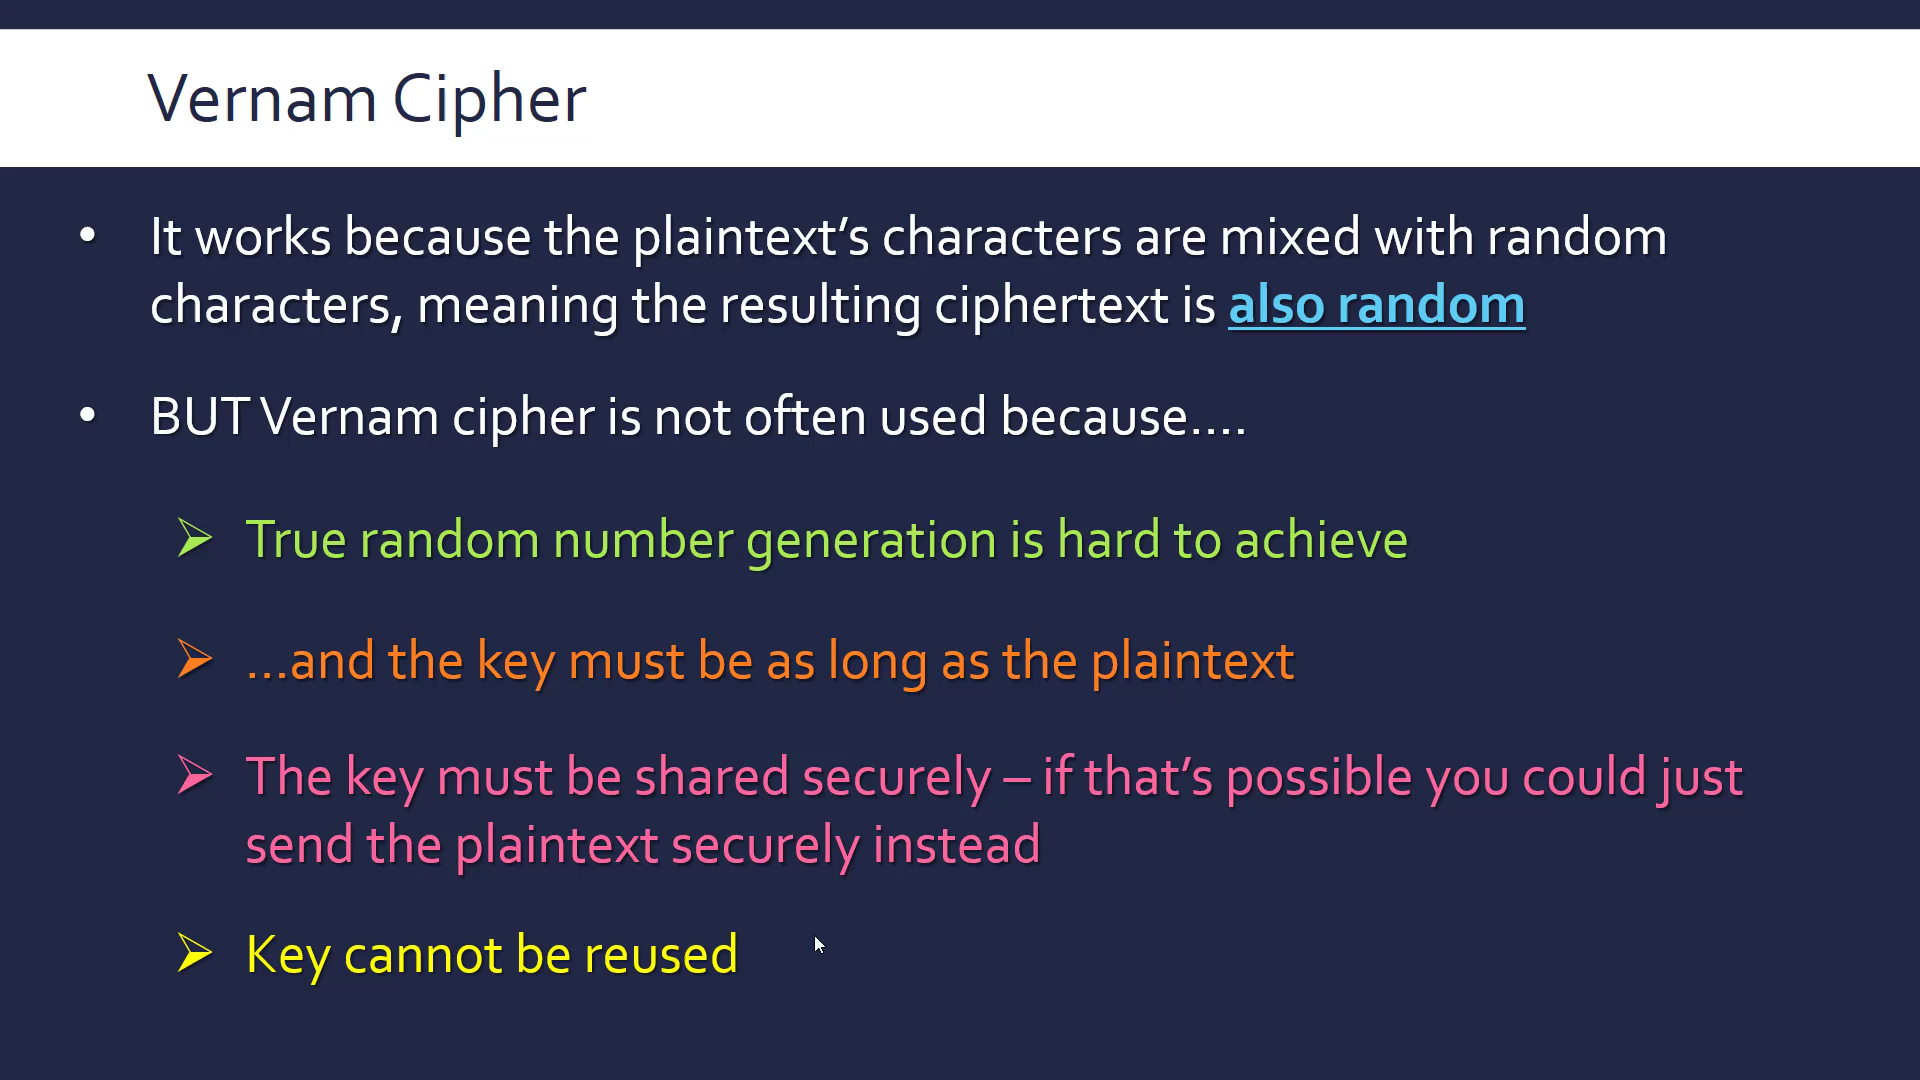 Vernam Cipher
• It works because the plaintext’s characters are mixed with random
characters, meaning the resulting ciphertext is also random
• BUT Vernam cipher is not often used because….
➢ True random number generation is hard to achieve
➢ …and the key must be as long as the plaintext
➢ The key must be shared securely – if that’s possible you could just
send the plaintext securely instead
➢ Key cannot be reused